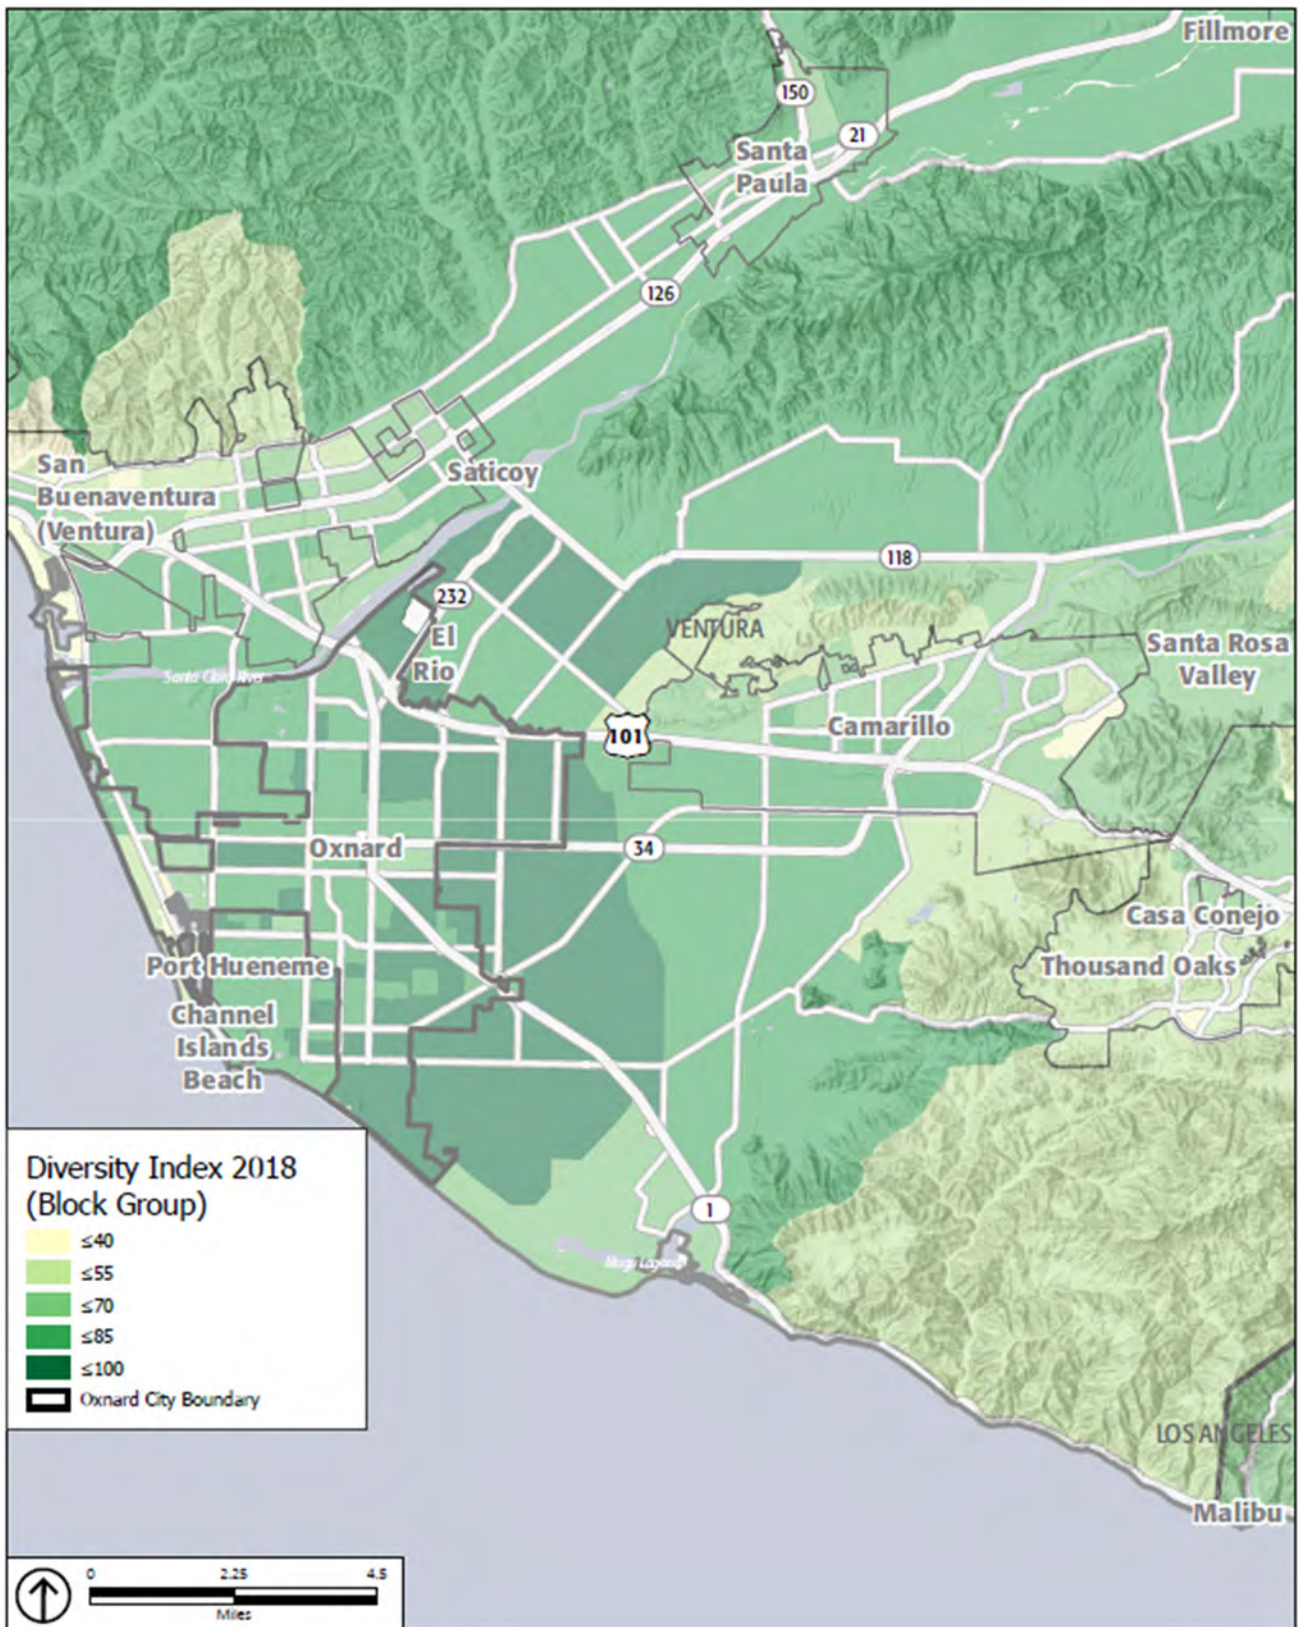 Fillmore
150
21
Santa
Paula
126
San
Buenaventura
(Ventura)
Saticoy
118
232
El
Rio
VENTURA
Santa Rosa
Valley
Santa Clara River
101
Camarillo
Oxnard
34
Casa Conejo
Port Hueneme
Thousand Oaks
Channel
Islands
Beach
Diversity Index 2018
(Block Group)
≤40
≤55
≤70
≤85
≤100
Oxnard City Boundary
1
Mugu Lagoon
LOS ANGELES
Malibu
0 2.25 4.5
Miles